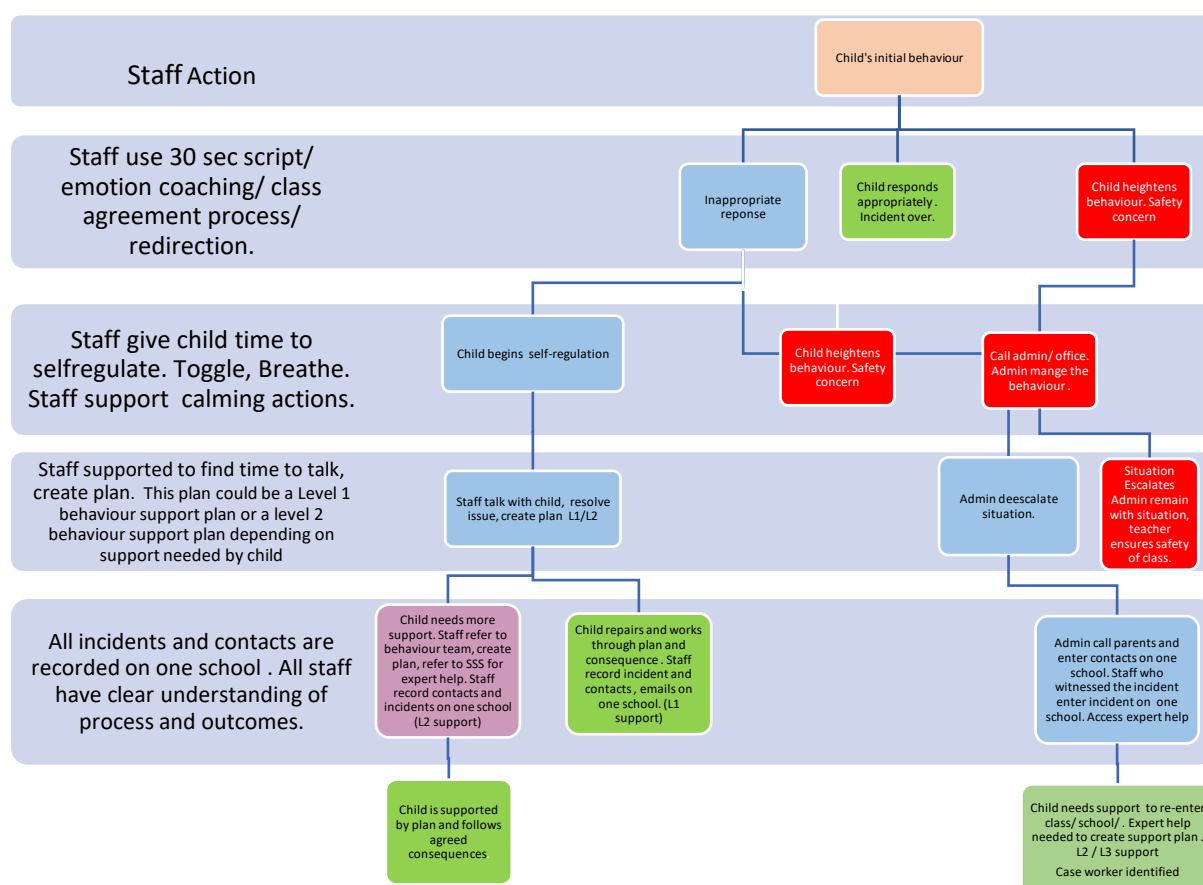 Staff Action
Child's initial behaviour
Staff use 30 sec script/
emotion coaching/ class
agreement process/
redirection.
Inappropriate
reponse
Child responds
appropriately .
Incident over.
Child heightens
behaviour. Safety
concern
Staff give child time to
selfregulate. Toggle, Breathe.
Staff support calming actions.
Child begins self-regulation
Child heightens
behaviour. Safety
concern
Call admin/ office.
Admin mange the
behaviour .
Staff supported to find time to talk,
create plan. This plan could be a Level 1
behaviour support plan or a level 2
behaviour support plan depending on
support needed by child
Staff talk with child, resolve
issue, create plan L1/L2
Admin deescalate
situation.
Situation
Escalates
Admin remain
with situation,
teacher
ensures safety
of class.
All incidents and contacts are
recorded on one school . All staff
have clear understanding of
process and outcomes.
Child needs more
support. Staff refer to
behaviour team, create
plan, refer to SSS for
expert help. Staff
record contacts and
incidents on one school
(L2 support)
Child repairs and works
through plan and
consequence . Staff
record incident and
contacts , emails on
one school. (L1
support)
Admin call parents and
enter contacts on one
school. Staff who
witnessed the incident
enter incident on one
school. Access expert help
Child is supported
by plan and follows
agreed
consequences
Child needs support to re-enter
class/ school/ . Expert help
needed to create support plan .
L2 / L3 support
Case worker identified